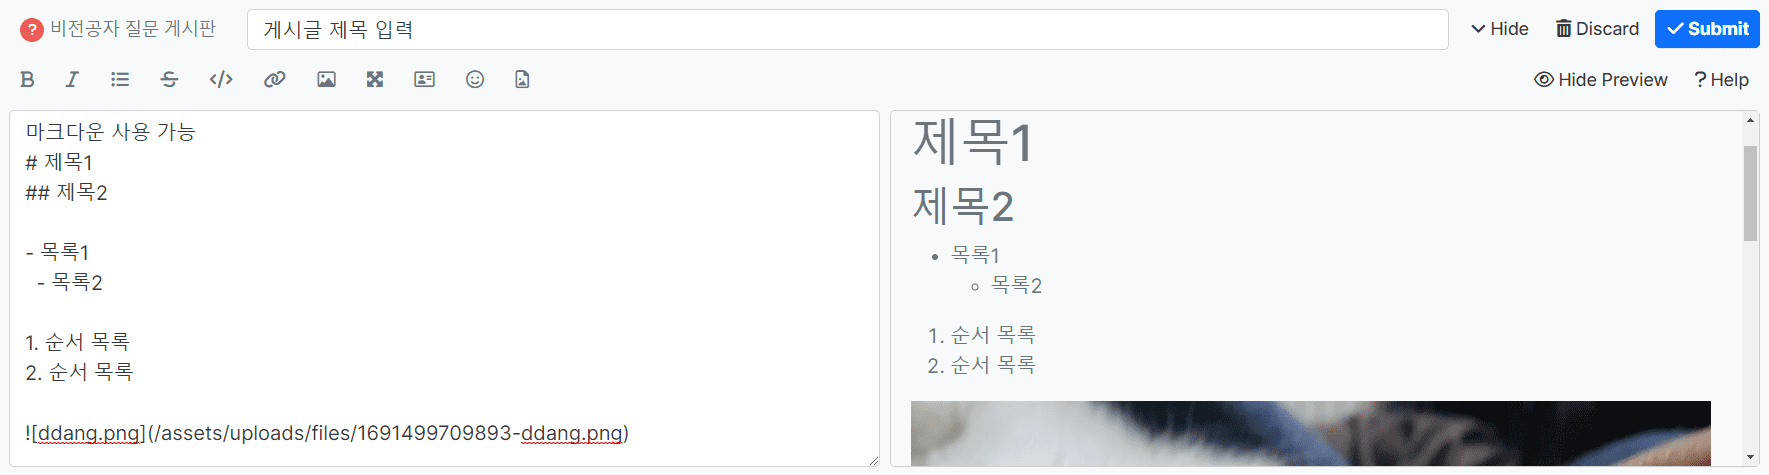 ? 비전공자 질문 게시판
게시글 제목 입력
Hide
Discard
Submit
B I S </>
Hide Preview
? Help
마크다운 사용 가능
# 제목1
## 제목2
- 목록1
- 목록2
1. 순서 목록
2. 순서 목록
![ddang.png](/assets/uploads/files/1691499709893-ddang.png)
제목1
제목2
목록1
목록2
1. 순서 목록
2. 순서 목록